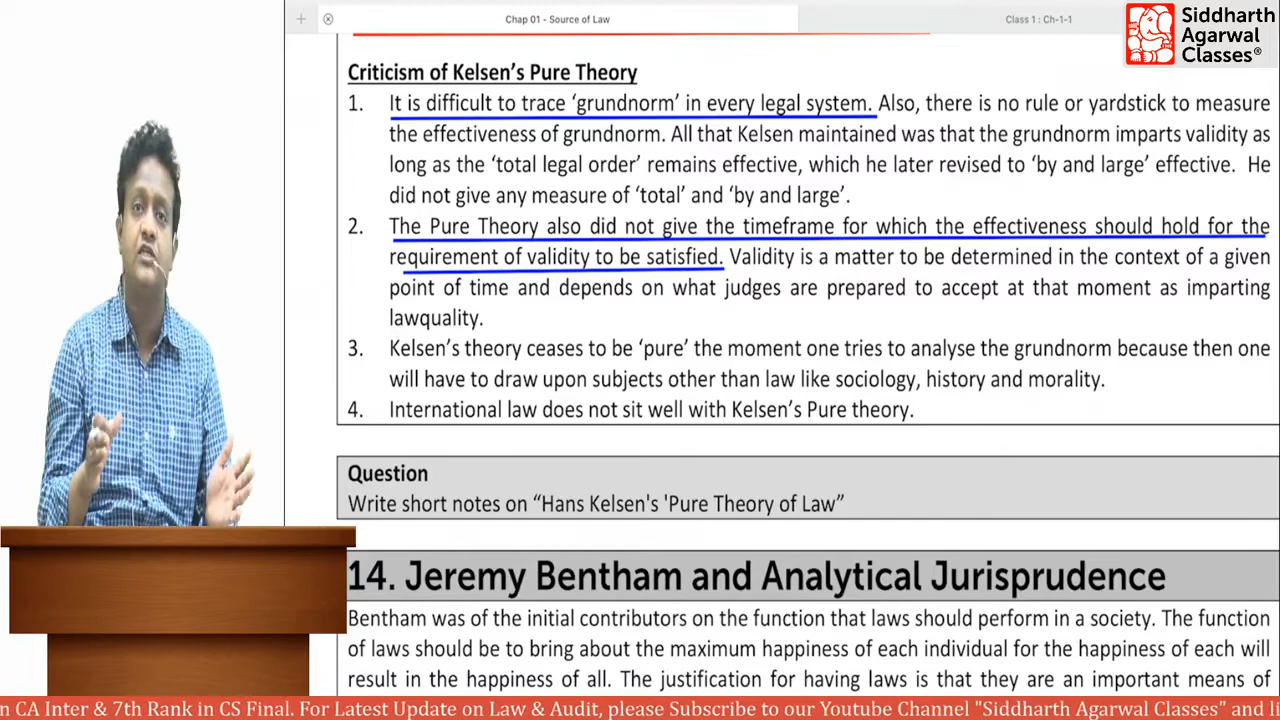 Chap 01 - Source of Law
Class 1 : Ch-1-1
Siddharth
Agarwal
Classes®
Criticism of Kelsen's Pure Theory
1. It is difficult to trace 'grundnorm' in every legal system. Also, there is no rule or yardstick to measure
the effectiveness of grundnorm. All that Kelsen maintained was that the grundnorm imparts validity as
long as the 'total legal order' remains effective, which he later revised to 'by and large' effective. He
did not give any measure of 'total' and 'by and large'.
2. The Pure Theory also did not give the timeframe for which the effectiveness should hold for the
requirement of validity to be satisfied. Validity is a matter to be determined in the context of a given
point of time and depends on what judges are prepared to accept at that moment as imparting
lawquality.
3. Kelsen's theory ceases to be 'pure' the moment one tries to analyse the grundnorm because then one
will have to draw upon subjects other than law like sociology, history and morality.
4. International law does not sit well with Kelsen's Pure theory.
Question
Write short notes on "Hans Kelsen's 'Pure Theory of Law"
14. Jeremy Bentham and Analytical Jurisprudence
Bentham was of the initial contributors on the function that laws should perform in a society. The function
of laws should be to bring about the maximum happiness of each individual for the happiness of each will
result in the happiness of all. The justification for having laws is that they are an important means of
n CA Inter & 7th Rank in CS Final. For Latest Update on Law & Audit, please Subscribe to our Youtube Channel "Siddharth Agarwal Classes" and li